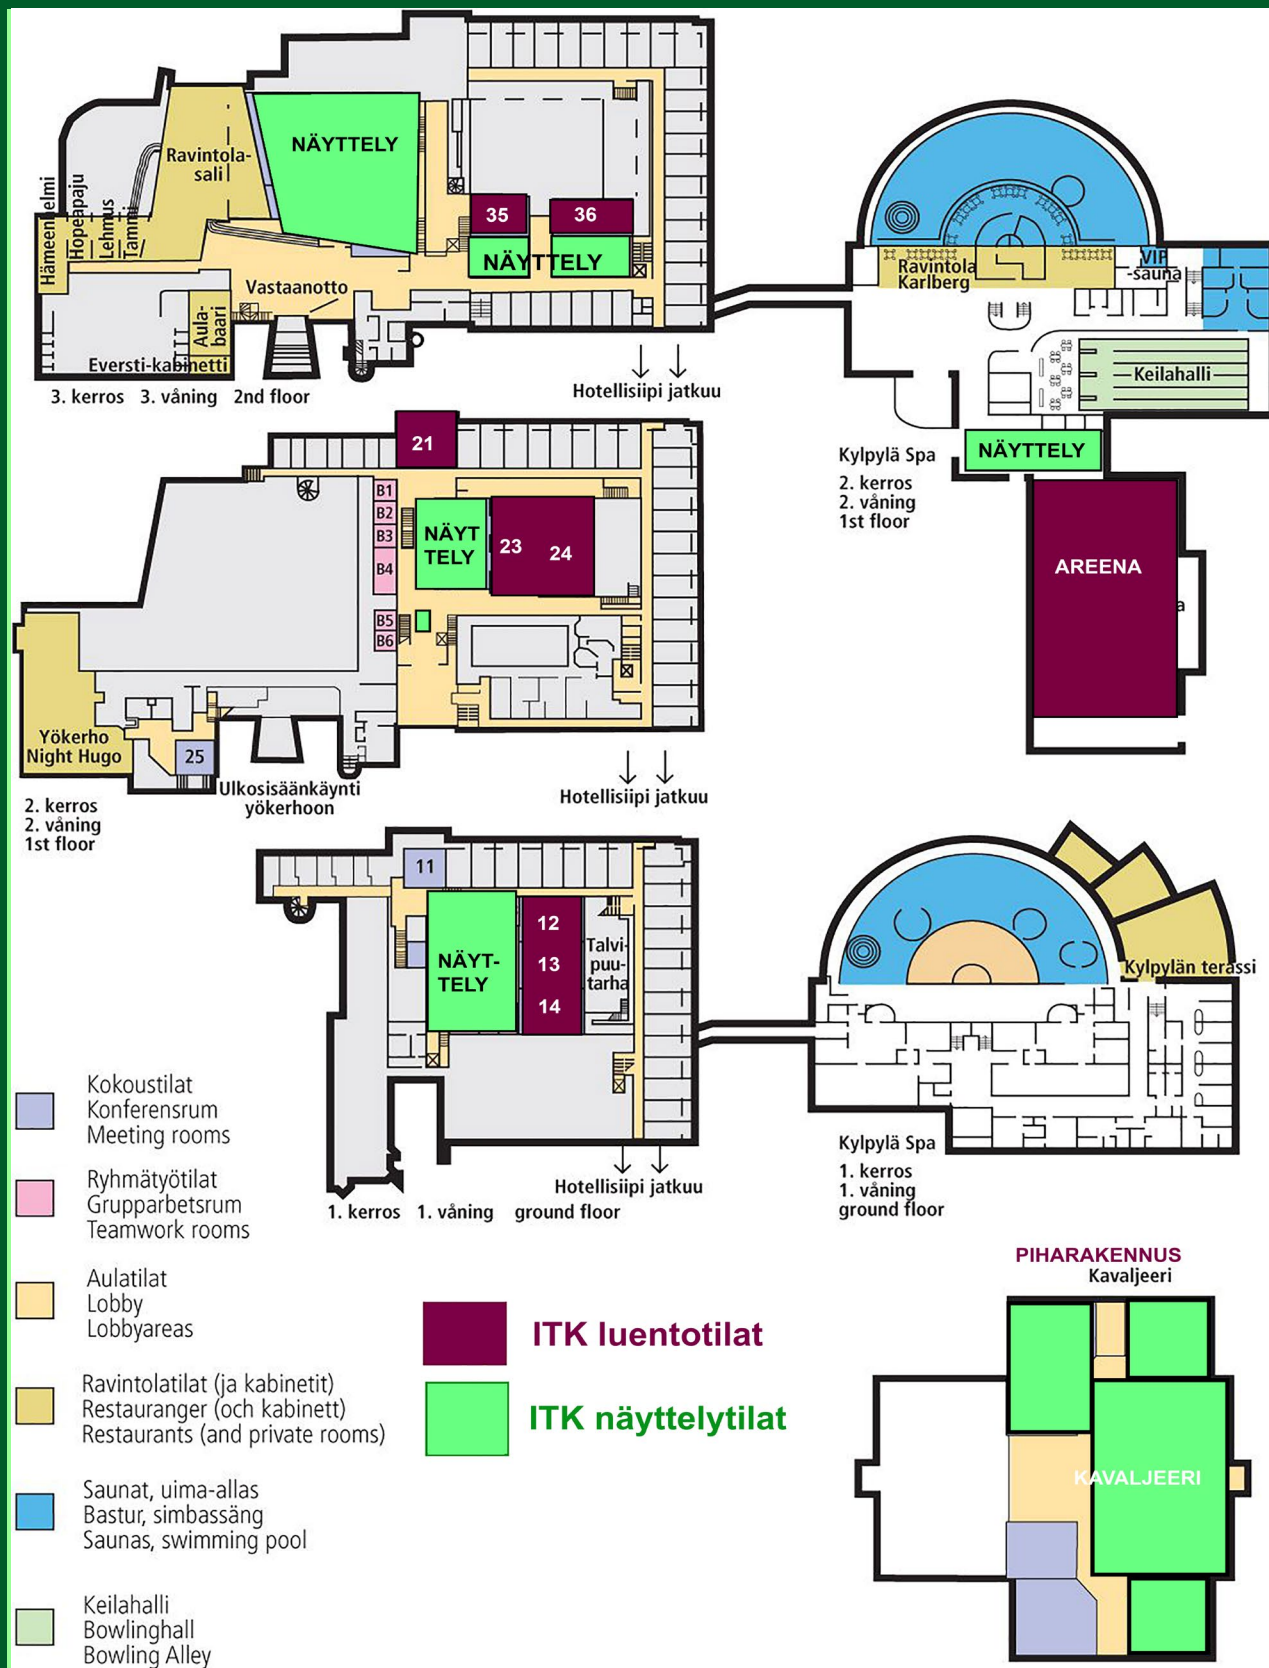 NÄYTTELY
Ravintola-
sali
Hämeenhelmi
Hopeapaju
Lehmus
Tammi
35
36
NÄYTTELY
Vastaanotto
Aula-
baari
Eversti-kabinetti
3. kerros 3. våning 2nd floor
Hotellisiipi jatkuu
Ravintola
Karlberg
VIP
-sauna
Keilahalli
NÄYTTELY
Kylpylä Spa
2. kerros
2. våning
1st floor
AREENA
a
21
B1
B2
B3
B4
B5
B6
NÄYT
TELY
23
24
Yökerho
Night Hugo
25
Ulkosisäänkäynti
yökerhoon
Hotellisiipi jatkuu
2. kerros
2. våning
1st floor
11
12
13
14
NÄYT-
TELY
Talvi-
puu-
tarha
Kylpylän terassi
Hotellisiipi jatkuu
1. kerros 1. våning ground floor
Kylpylä Spa
1. kerros
1. våning
ground floor
Kokoustilat
Konferensrum
Meeting rooms
Ryhmätyötilat
Grupparbetsrum
Teamwork rooms
Aulatilat
Lobby
Lobbyareas
Ravintolatilat (ja kabinetit)
Restauranger (och kabinett)
Restaurants (and private rooms)
Saunat, uima-allas
Bastur, simbassäng
Saunas, swimming pool
Keilahalli
Bowlinghall
Bowling Alley
ITK luentotilat
ITK näyttelytilat
PIHARAKENNUS
Kavaljeeri
KAVALJEERI